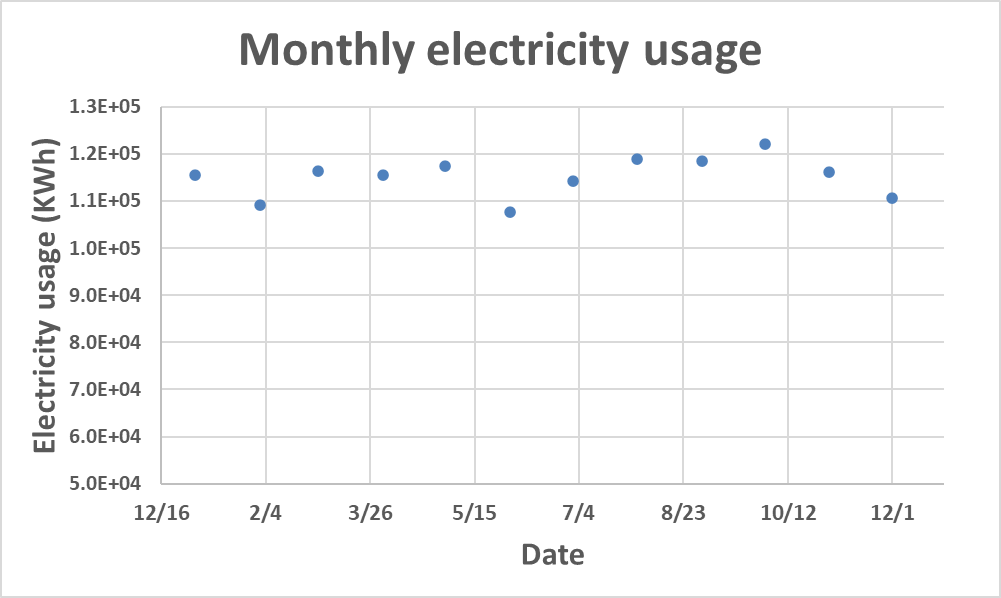 Monthly electricity usage
Electricity usage (KWh)
1.3E+05
1.2E+05
1.1E+05
1.0E+05
9.0E+04
8.0E+04
7.0E+04
6.0E+04
5.0E+04
12/16 2/4 3/26 5/15 7/4 8/23 10/12 12/1
Date